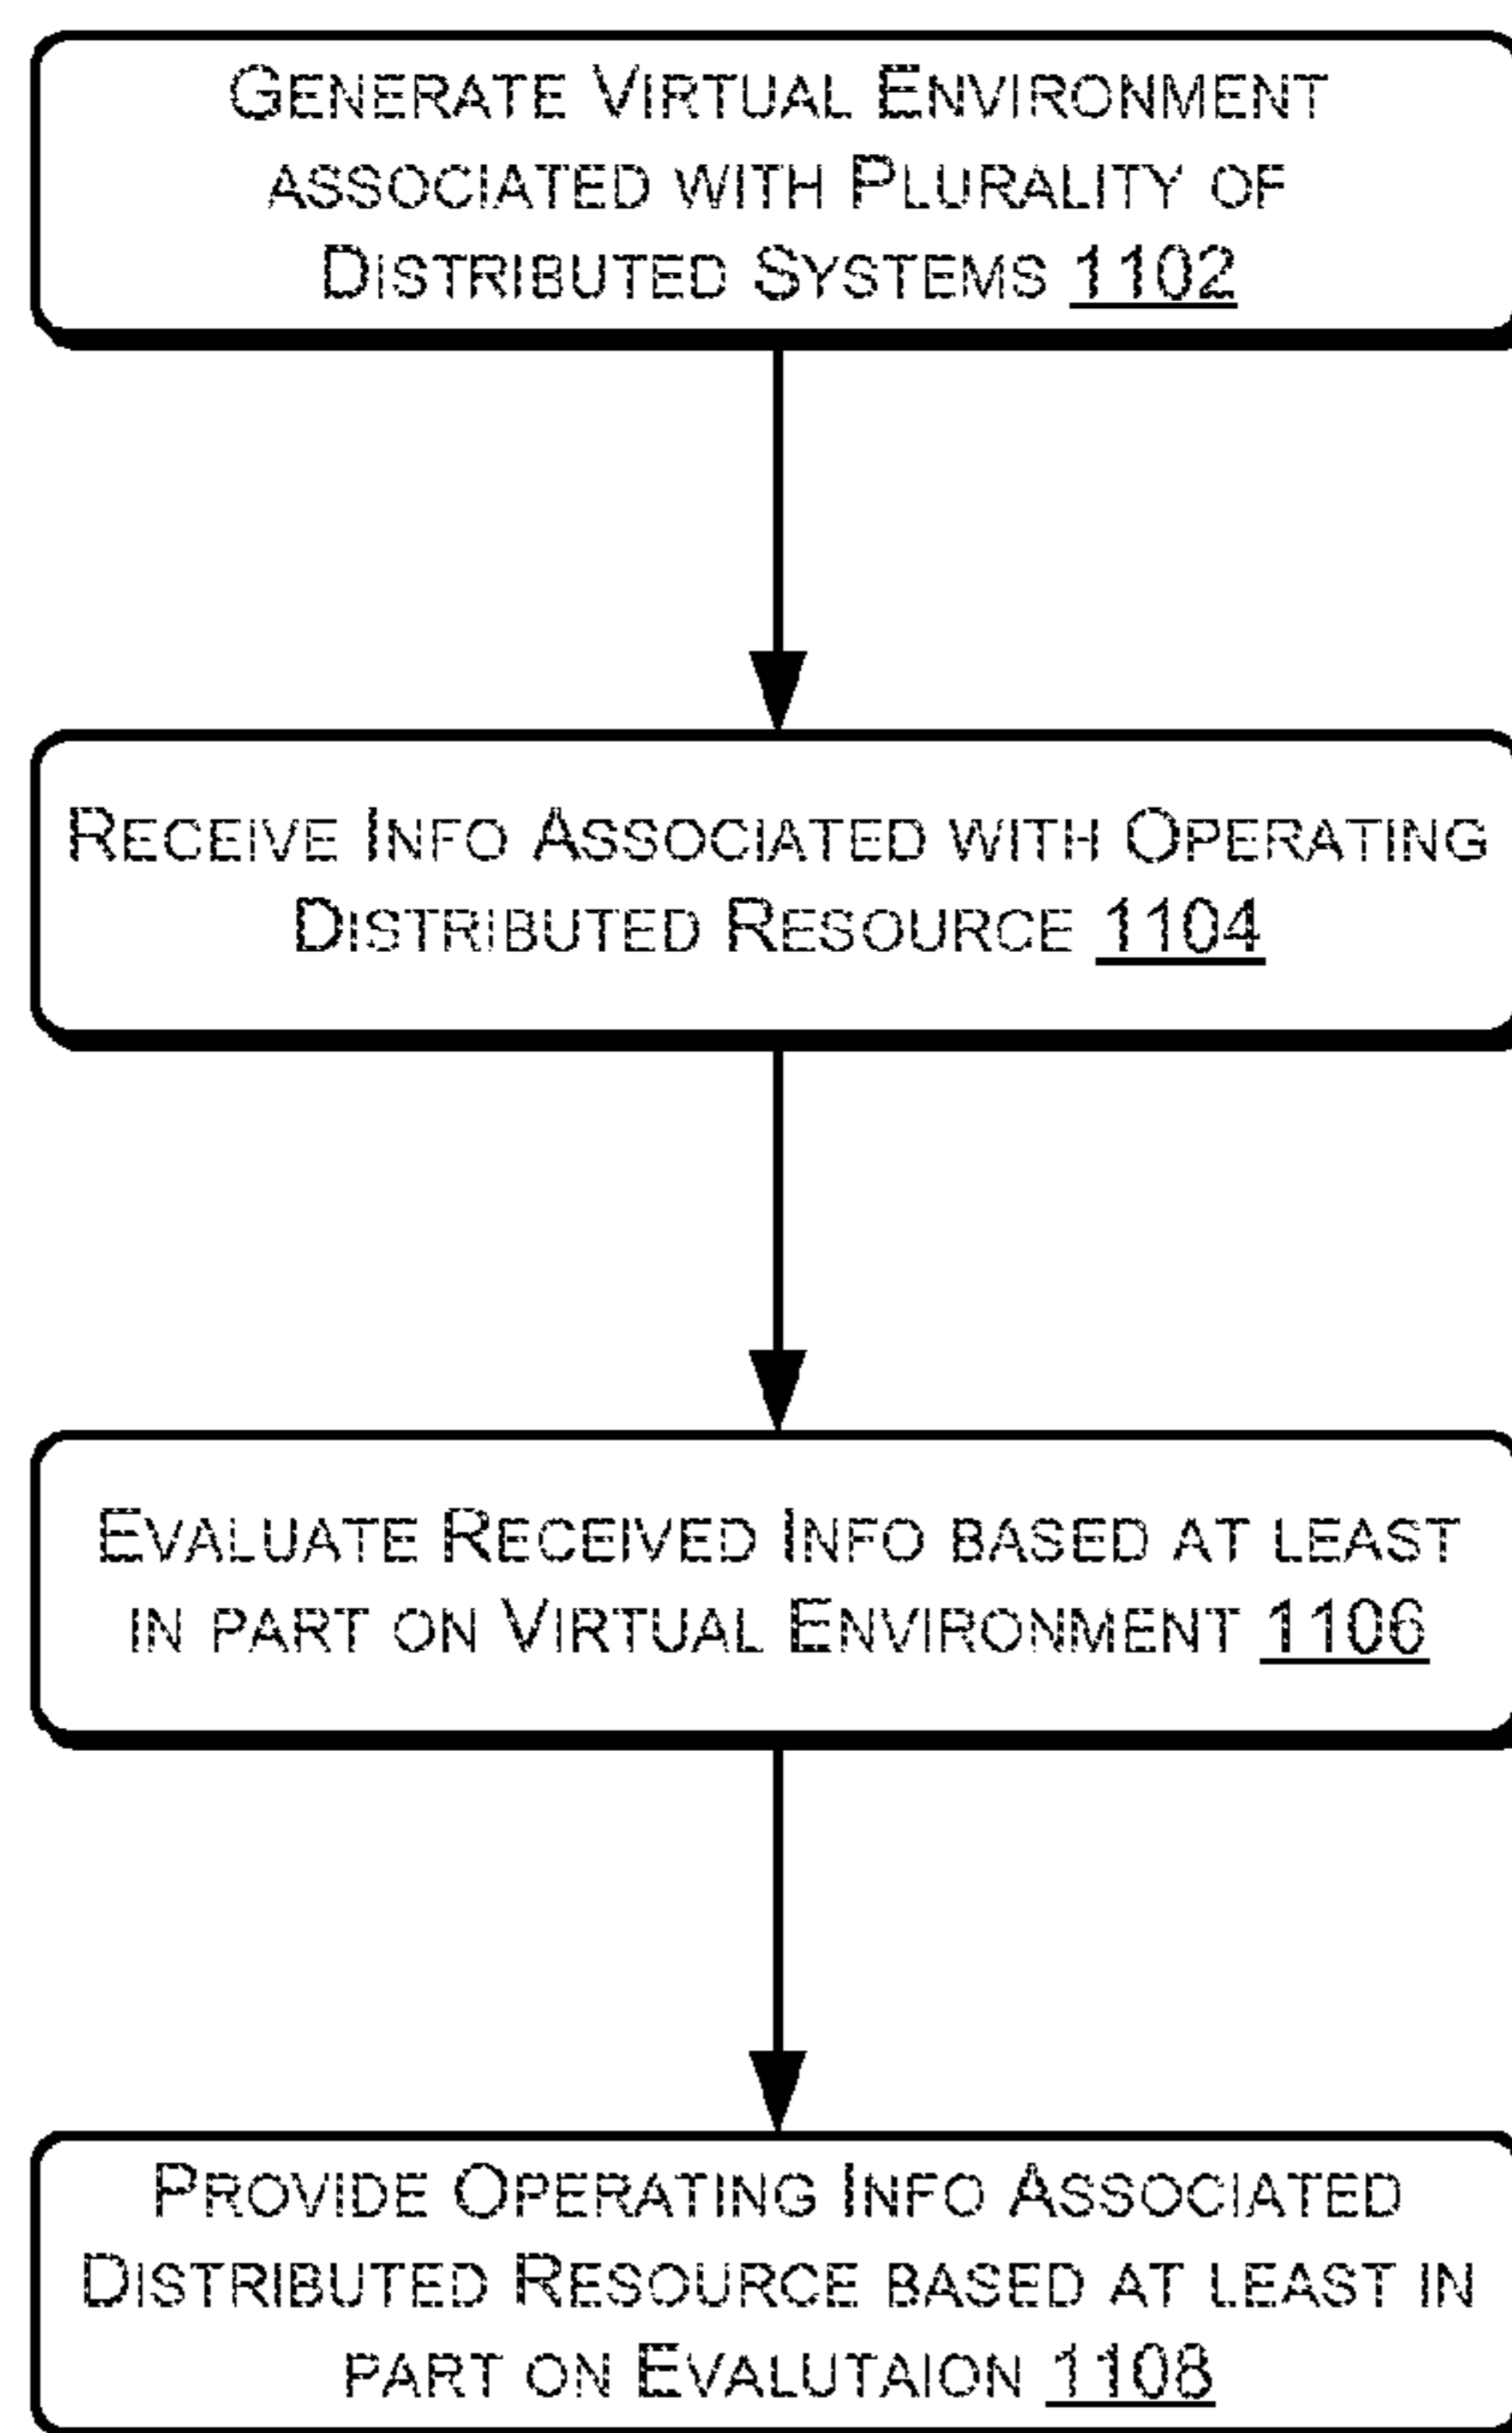 GENERATE VIRTUAL ENVIRONMENT
ASSOCIATED WITH PLURALITY OF
DISTRIBUTED SYSTEMS 1102
RECEIVE INFO ASSOCIATED WITH OPERATING
DISTRIBUTED RESOURCE 1104
EVALUATE RECEIVED INFO BASED AT LEAST
IN PART ON VIRTUAL ENVIRONMENT 1106
PROVIDE OPERATING INFO ASSOCIATED
DISTRIBUTED RESOURCE BASED AT LEAST IN
PART ON EVALUTAION 1108